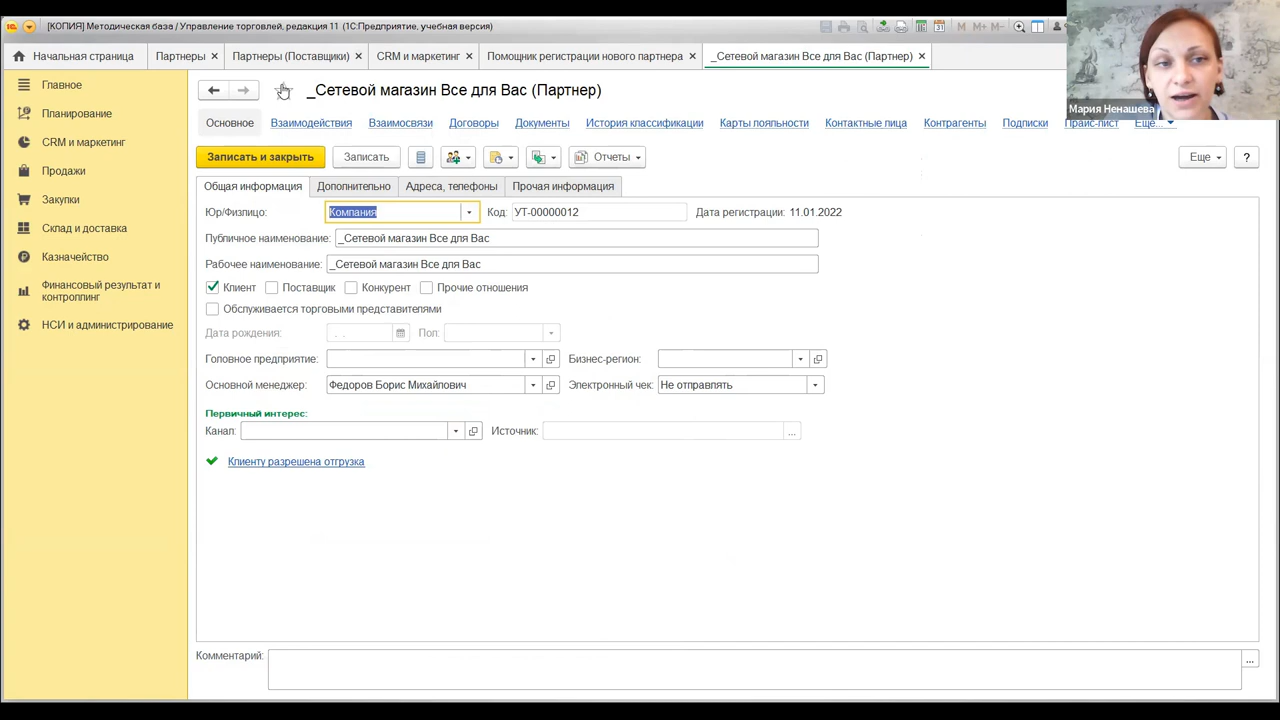 [КОПИЯ] Методическая база / Управление торговлей, редакция 11 (1С:Предприятие, учебная версия)
M M+ M-
Начальная страница Партнеры × Партнеры (Поставщики) × CRM и маркетинг × Помощник регистрации нового партнера × _Сетевой магазин Все для Вас (Партнер) ×
Мария Ненашева
Главное
Планирование
CRM и маркетинг
Продажи
Закупки
Склад и доставка
Казначейство
Финансовый результат и
контроллинг
НСИ и администрирование
_Сетевой магазин Все для Вас (Партнер)
Основное Взаимодействия Взаимосвязи Договоры Документы История классификации Карты лояльности Контактные лица Контрагенты Подписки Прайс-лист Еще...
Записать и закрыть Записать Отчеты Еще ?
Общая информация Дополнительно Адреса, телефоны Прочая информация
Юр/Физлицо: Компания Код: УТ-00000012 Дата регистрации: 11.01.2022
Публичное наименование: _Сетевой магазин Все для Вас
Рабочее наименование: _Сетевой магазин Все для Вас
Клиент Поставщик Конкурент Прочие отношения
Обслуживается торговыми представителями
Дата рождения: . . Пол:
Головное предприятие: Бизнес-регион:
Основной менеджер: Федоров Борис Михайлович Электронный чек: Не отправлять
Первичный интерес:
Канал: Источник: ...
Клиенту разрешена отгрузка
Комментарий: ...